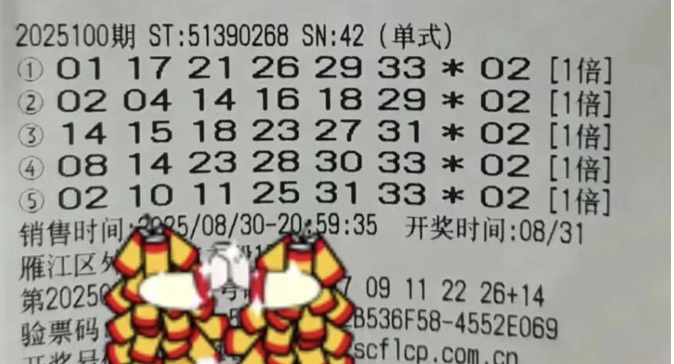 2025100期 ST:51390268 SN:42 (单式)
① 01 17 21 26 29 33 * 02 [1倍]
② 02 04 14 16 18 29 * 02 [1倍]
③ 14 15 18 23 27 31 * 02 [1倍]
④ 08 14 23 28 30 33 * 02 [1倍]
⑤ 02 10 11 25 31 33 * 02 [1倍]
销售时间:2025/08/30-20:59:35 开奖时间:08/31
雁江区
第2025 09 11 22 26+14
验票码 B536F58-4552E069
scflcp.com.cn